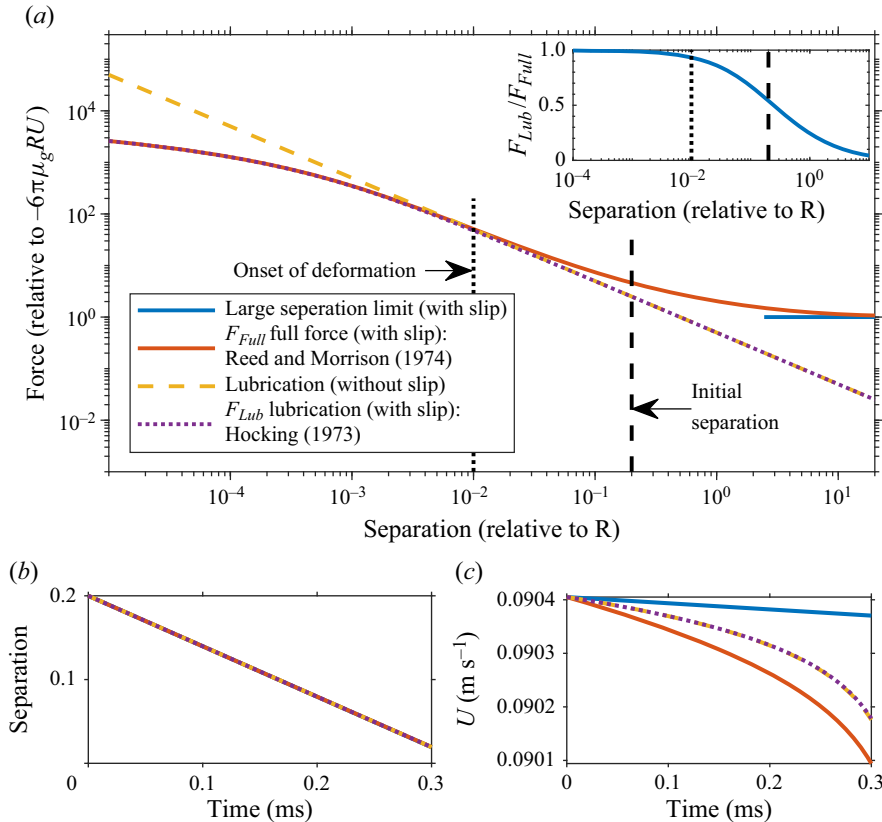 (a)
10^4
10^2
10^0
10^−2
Force (relative to −6πμ_gRU)
10^−4
10^−3
10^−2
10^−1
10^0
10^1
Separation (relative to R)
Onset of deformation
Initial
separation
Large seperation limit (with slip)
F_Full full force (with slip):
Reed and Morrison (1974)
Lubrication (without slip)
F_Lub lubrication (with slip):
Hocking (1973)
1.0
0.5
0
F_Lub/F_Full
10^−4
10^−2
10^0
Separation (relative to R)
(b)
0.2
0.1
Separation
0
0.1
0.2
0.3
Time (ms)
(c)
0.0904
0.0903
0.0902
0.0901
U (m s^−1)
0
0.1
0.2
0.3
Time (ms)